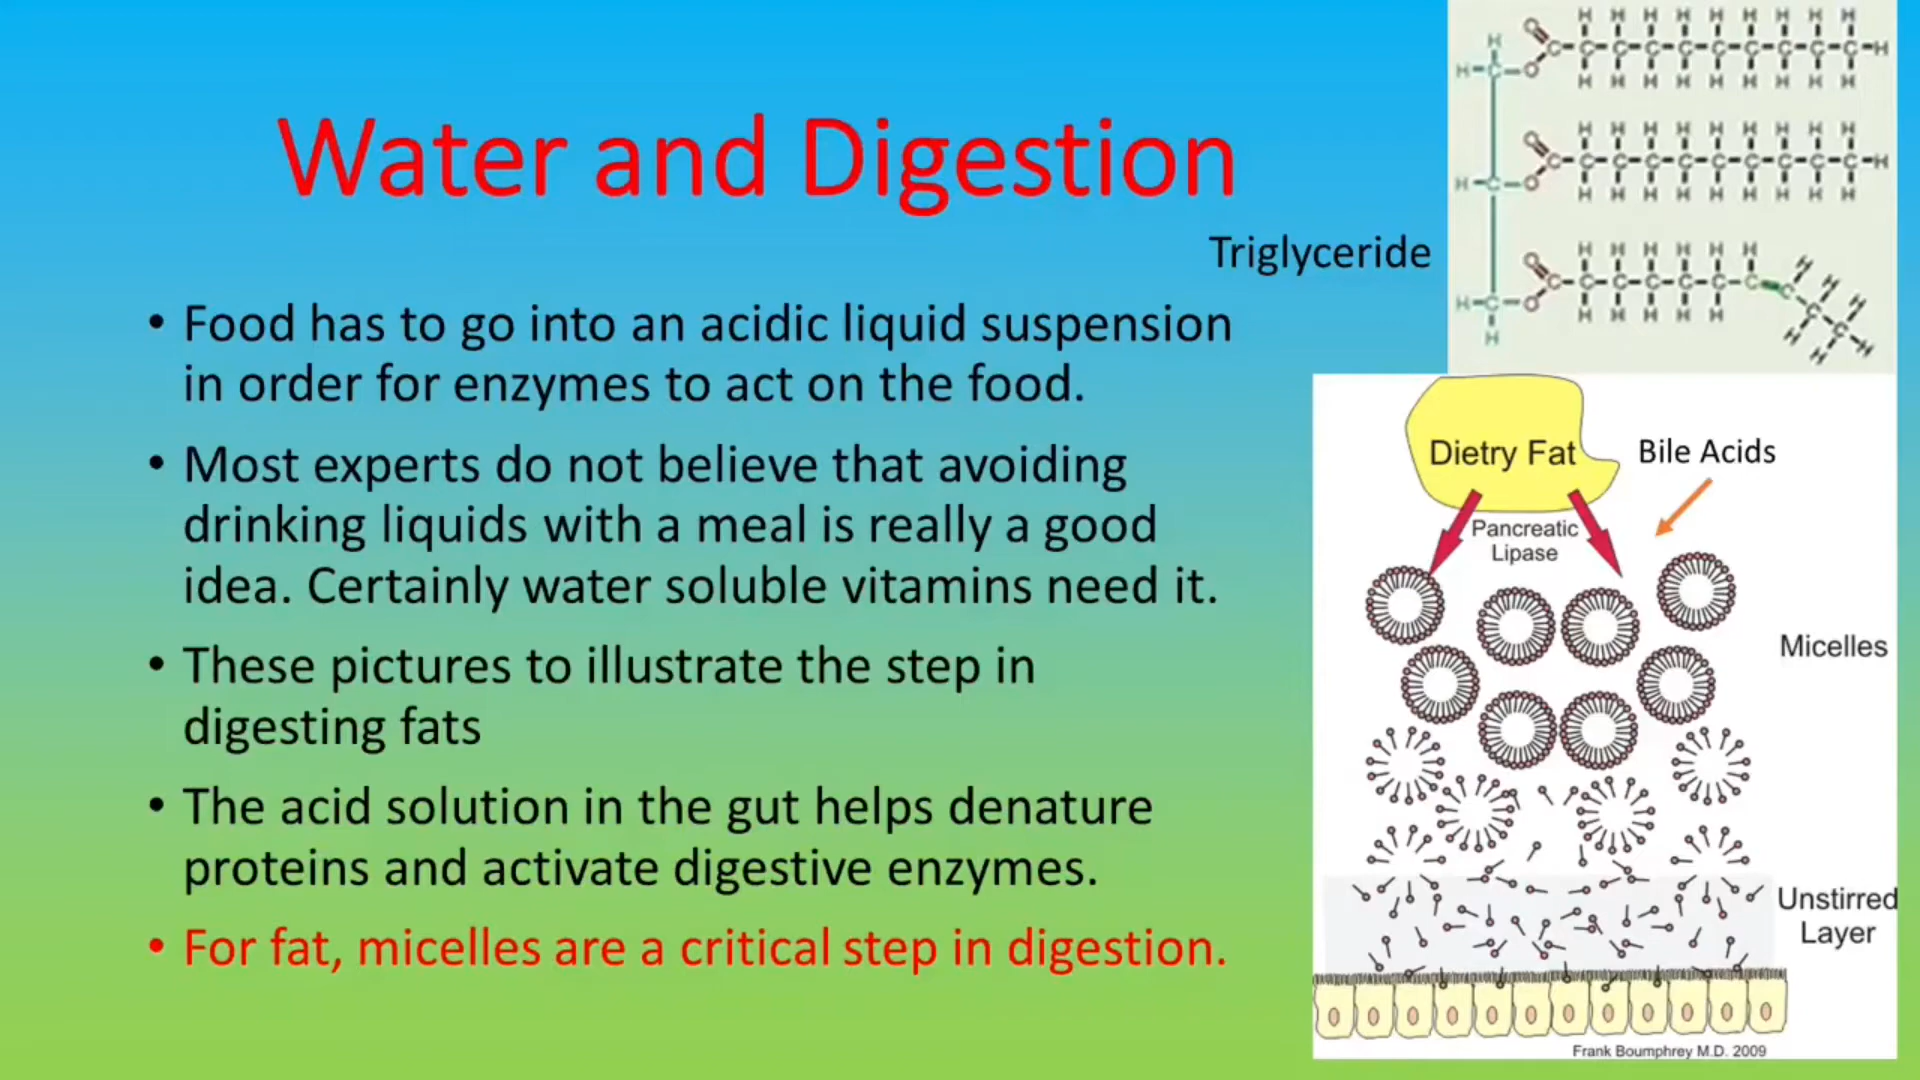 Water and Digestion
Triglyceride
• Food has to go into an acidic liquid suspension
in order for enzymes to act on the food.
• Most experts do not believe that avoiding
drinking liquids with a meal is really a good
idea. Certainly water soluble vitamins need it.
• These pictures to illustrate the step in
digesting fats
• The acid solution in the gut helps denature
proteins and activate digestive enzymes.
• For fat, micelles are a critical step in digestion.
Dietry Fat
Bile Acids
Pancreatic
Lipase
Micelles
Unstirred
Layer
Frank Boumphrey M.D. 2009